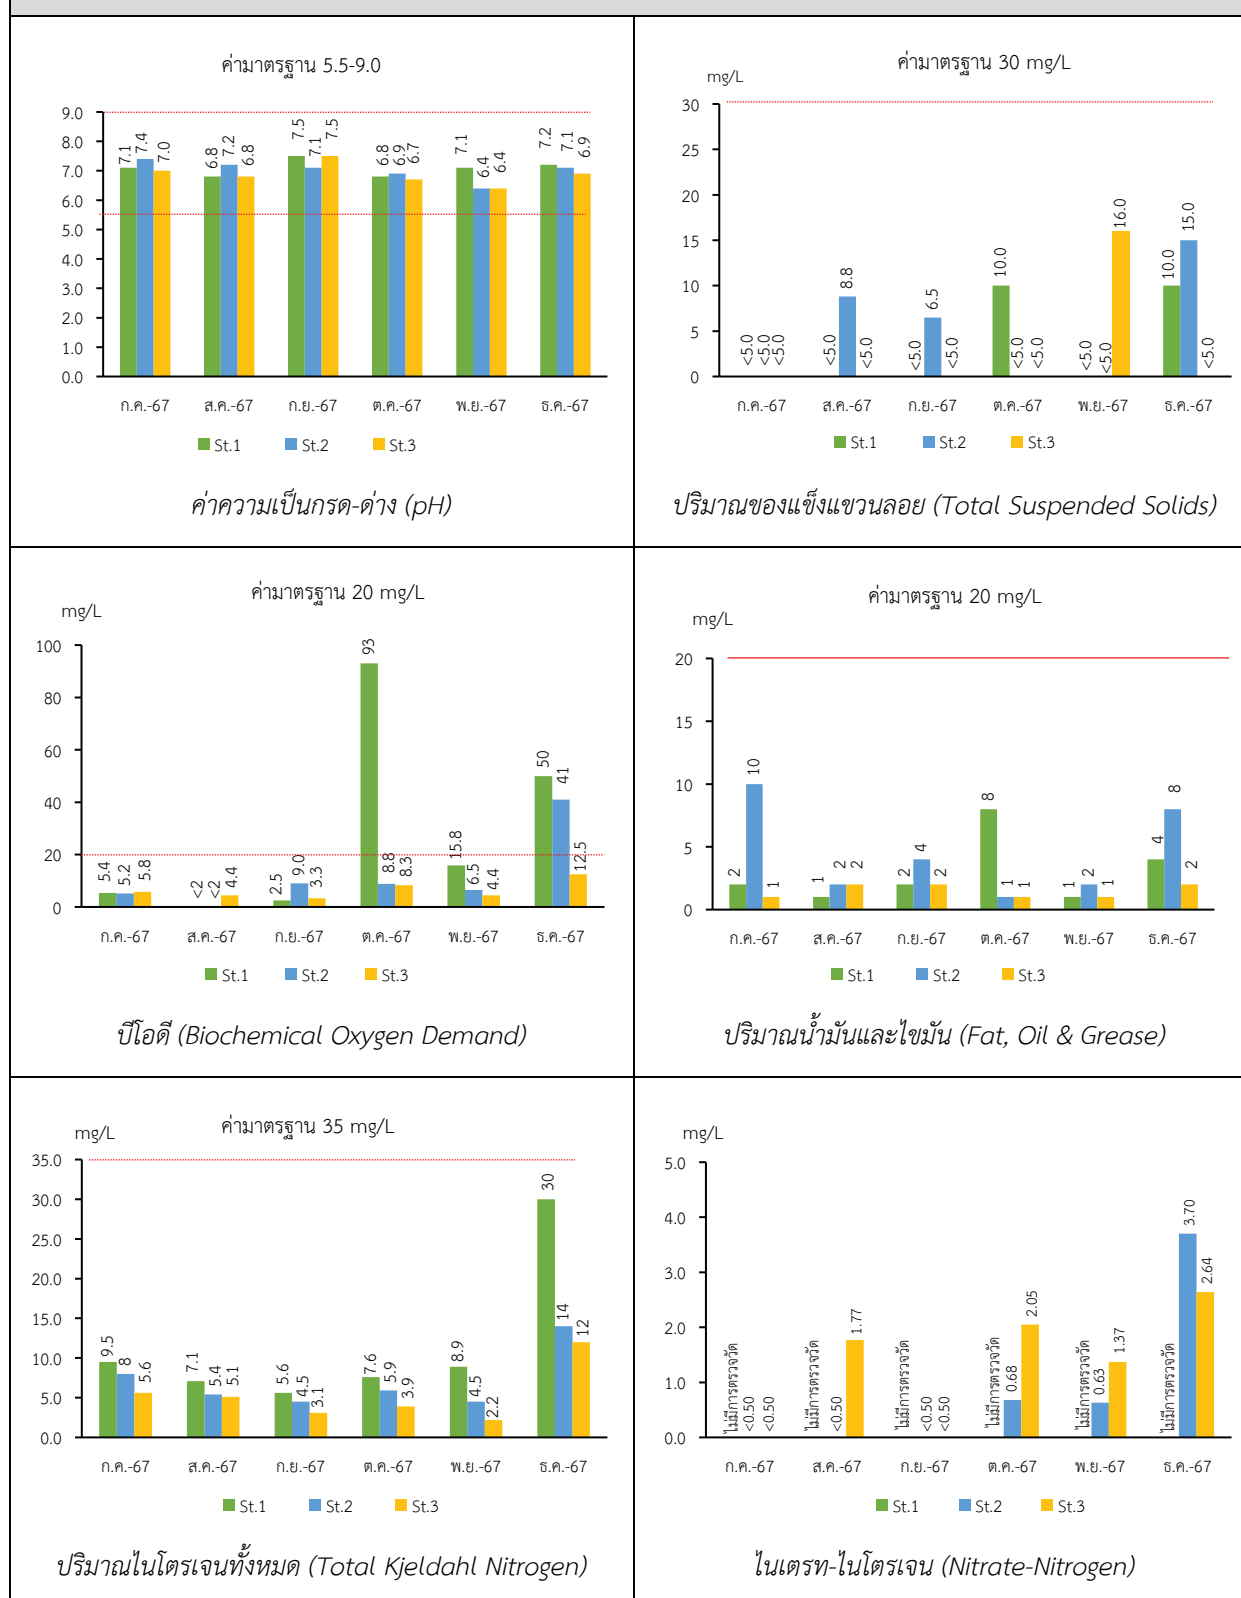 ค่ามาตรฐาน 5.5-9.0
9.0
8.0
7.0
6.0
5.0
4.0
3.0
2.0
1.0
0.0
7.1 7.4 7.0 6.8 7.2 6.8 7.5 7.1 7.5 6.8 6.9 6.7 7.1 6.4 6.4 7.2 7.1 6.9
ก.ค.-67 ส.ค.-67 ก.ย.-67 ต.ค.-67 พ.ย.-67 ธ.ค.-67
St.1 St.2 St.3
ค่าความเป็นกรด-ด่าง (pH)
ค่ามาตรฐาน 30 mg/L
mg/L
30
25
20
15
10
5
0
<5.0 <5.0 <5.0 <5.0 8.8 <5.0 <5.0 6.5 <5.0 10.0 <5.0 <5.0 <5.0 <5.0 16.0 10.0 15.0 <5.0
ก.ค.-67 ส.ค.-67 ก.ย.-67 ต.ค.-67 พ.ย.-67 ธ.ค.-67
St.1 St.2 St.3
ปริมาณของแข็งแขวนลอย (Total Suspended Solids)
ค่ามาตรฐาน 20 mg/L
mg/L
100
80
60
40
20
0
5.4 5.2 5.8 <2 <2 4.4 2.5 9.0 3.3 93 8.8 8.3 15.8 6.5 4.4 50 41 12.5
ก.ค.-67 ส.ค.-67 ก.ย.-67 ต.ค.-67 พ.ย.-67 ธ.ค.-67
St.1 St.2 St.3
บีโอดี (Biochemical Oxygen Demand)
ค่ามาตรฐาน 20 mg/L
mg/L
20
15
10
5
0
2 10 1 1 2 2 2 4 2 8 1 1 1 2 1 4 8 2
ก.ค.-67 ส.ค.-67 ก.ย.-67 ต.ค.-67 พ.ย.-67 ธ.ค.-67
St.1 St.2 St.3
ปริมาณน้ำมันและไขมัน (Fat, Oil & Grease)
ค่ามาตรฐาน 35 mg/L
mg/L
35.0
30.0
25.0
20.0
15.0
10.0
5.0
0.0
9.5 8 5.6 7.1 5.4 5.1 5.6 4.5 3.1 7.6 5.9 3.9 8.9 4.5 2.2 30 14 12
ก.ค.-67 ส.ค.-67 ก.ย.-67 ต.ค.-67 พ.ย.-67 ธ.ค.-67
St.1 St.2 St.3
ปริมาณไนโตรเจนทั้งหมด (Total Kjeldahl Nitrogen)
mg/L
5.0
4.0
3.0
2.0
1.0
0.0
ไม่มีการตรวจวัด <0.50 <0.50 ไม่มีการตรวจวัด <0.50 1.77 ไม่มีการตรวจวัด <0.50 <0.50 ไม่มีการตรวจวัด 0.68 2.05 ไม่มีการตรวจวัด 0.63 1.37 ไม่มีการตรวจวัด 3.70 2.64
ก.ค.-67 ส.ค.-67 ก.ย.-67 ต.ค.-67 พ.ย.-67 ธ.ค.-67
St.1 St.2 St.3
ไนเตรท-ไนโตรเจน (Nitrate-Nitrogen)